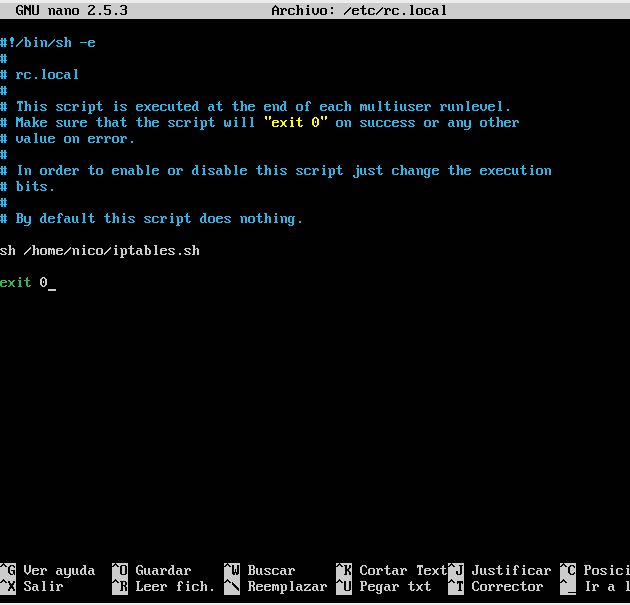 GNU nano 2.5.3 Archivo: /etc/rc.local
#!/bin/sh -e
#
# rc.local
#
# This script is executed at the end of each multiuser runlevel.
# Make sure that the script will "exit 0" on success or any other
# value on error.
#
# In order to enable or disable this script just change the execution
# bits.
#
# By default this script does nothing.
sh /home/nico/iptables.sh
exit 0_
^G Ver ayuda ^O Guardar ^W Buscar ^K Cortar Text ^J Justificar ^C Posici
^X Salir ^R Leer fich. ^\ Reemplazar ^U Pegar txt ^T Corrector ^_ Ir a l